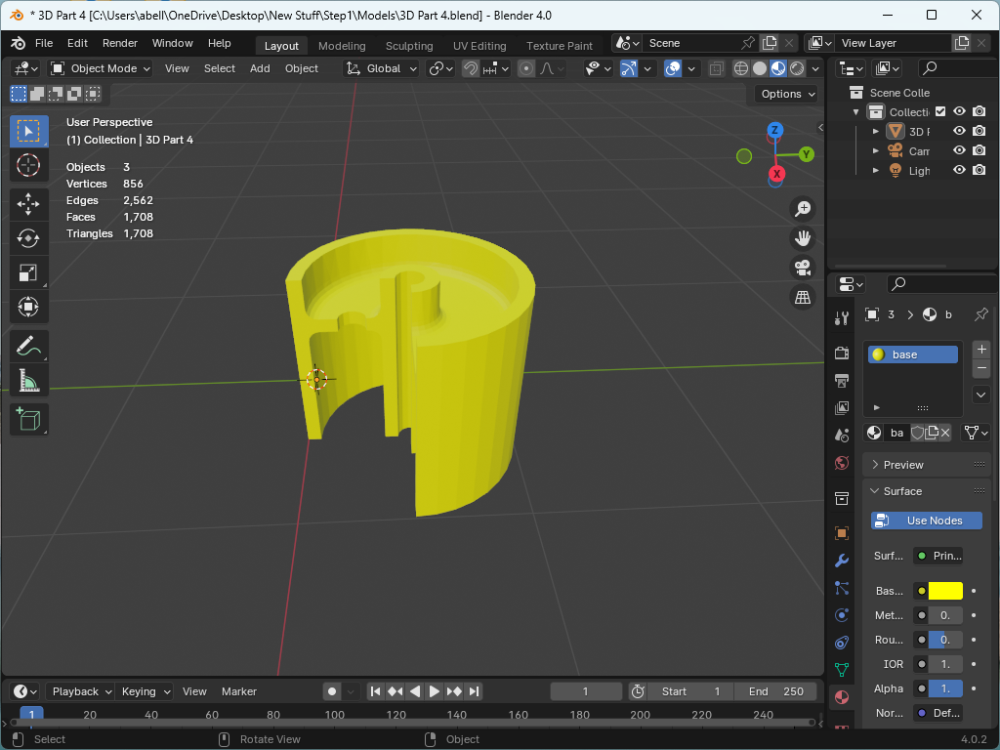 * 3D Part 4 [C:\Users\abell\OneDrive\Desktop\New Stuff\Step1\Models\3D Part 4.blend] - Blender 4.0
File Edit Render Window Help Layout Modeling Sculpting UV Editing Texture Paint Scene View Layer
Object Mode View Select Add Object Global
Options
User Perspective
(1) Collection | 3D Part 4
Objects 3
Vertices 856
Edges 2,562
Faces 1,708
Triangles 1,708
Z
Y
X
Scene Colle
Collecti
3D F
Cam
Ligh
3 b
base
ba
Preview
Surface
Use Nodes
Surf... Prin...
Bas...
Met... 0.
Rou... 0.
IOR 1.
Alpha 1.
Nor... Def...
Playback Keying View Marker 1 Start 1 End 250
1 20 40 60 80 100 120 140 160 180 200 220 240
Select Rotate View Object 4.0.2